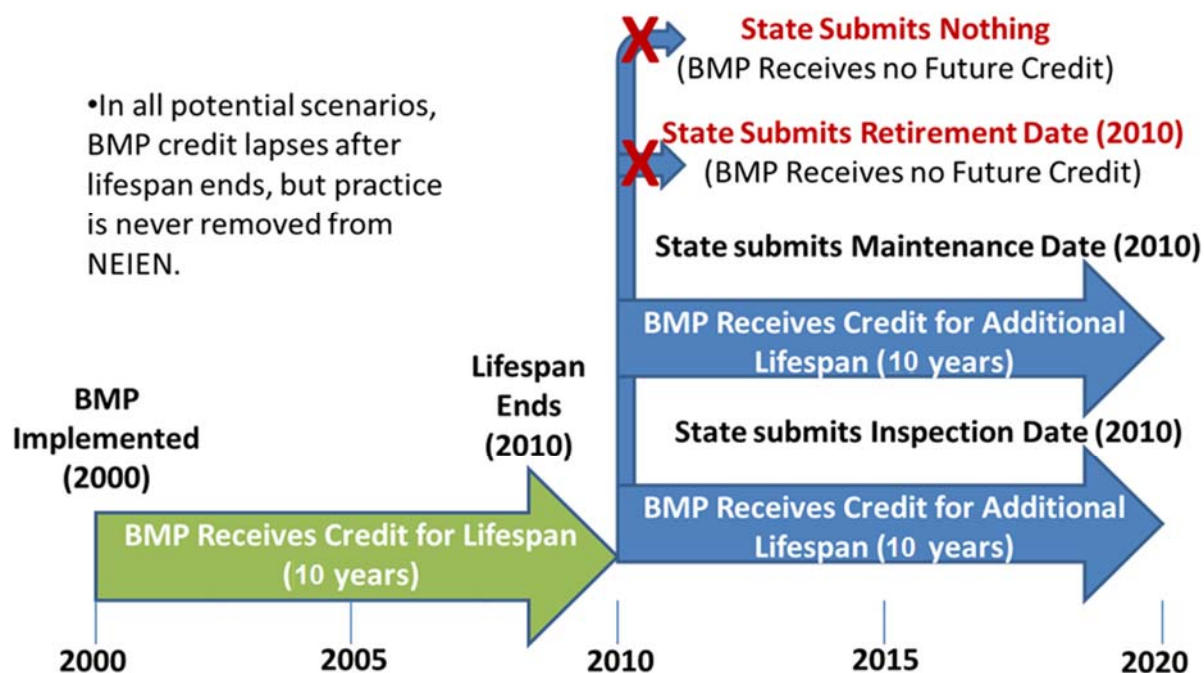 State Submits Nothing
(BMP Receives no Future Credit)
•In all potential scenarios,
BMP credit lapses after
lifespan ends, but practice
is never removed from
NEIEN.
State Submits Retirement Date (2010)
(BMP Receives no Future Credit)
State submits Maintenance Date (2010)
BMP Receives Credit for Additional
Lifespan (10 years)
Lifespan
Ends
(2010)
BMP
Implemented
(2000)
State submits Inspection Date (2010)
BMP Receives Credit for Additional
Lifespan (10 years)
BMP Receives Credit for Lifespan
(10 years)
2000
2005
2010
2015
2020